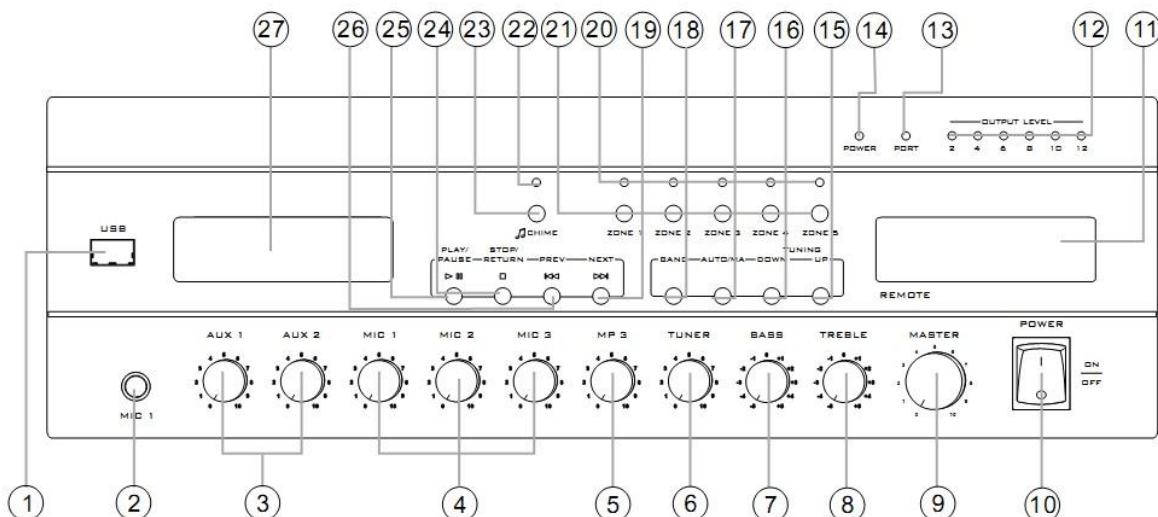 27 26 25 24 23 22 21 20 19 18 17 16 15 14 13 12 11
OUTPUT LEVEL
POWER PORT 2 4 6 8 10 12
USB
CHIME ZONE 1 ZONE 2 ZONE 3 ZONE 4 ZONE 5
PLAY/ STOP/ TUNING
PAUSE RETURN PREV NEXT BAND AUTO/MA DOWN UP
REMOTE
POWER
AUX 1 AUX 2 MIC 1 MIC 2 MIC 3 MP 3 TUNER BASS TREBLE MASTER
ON
OFF
MIC 1
1 2 3 4 5 6 7 8 9 10